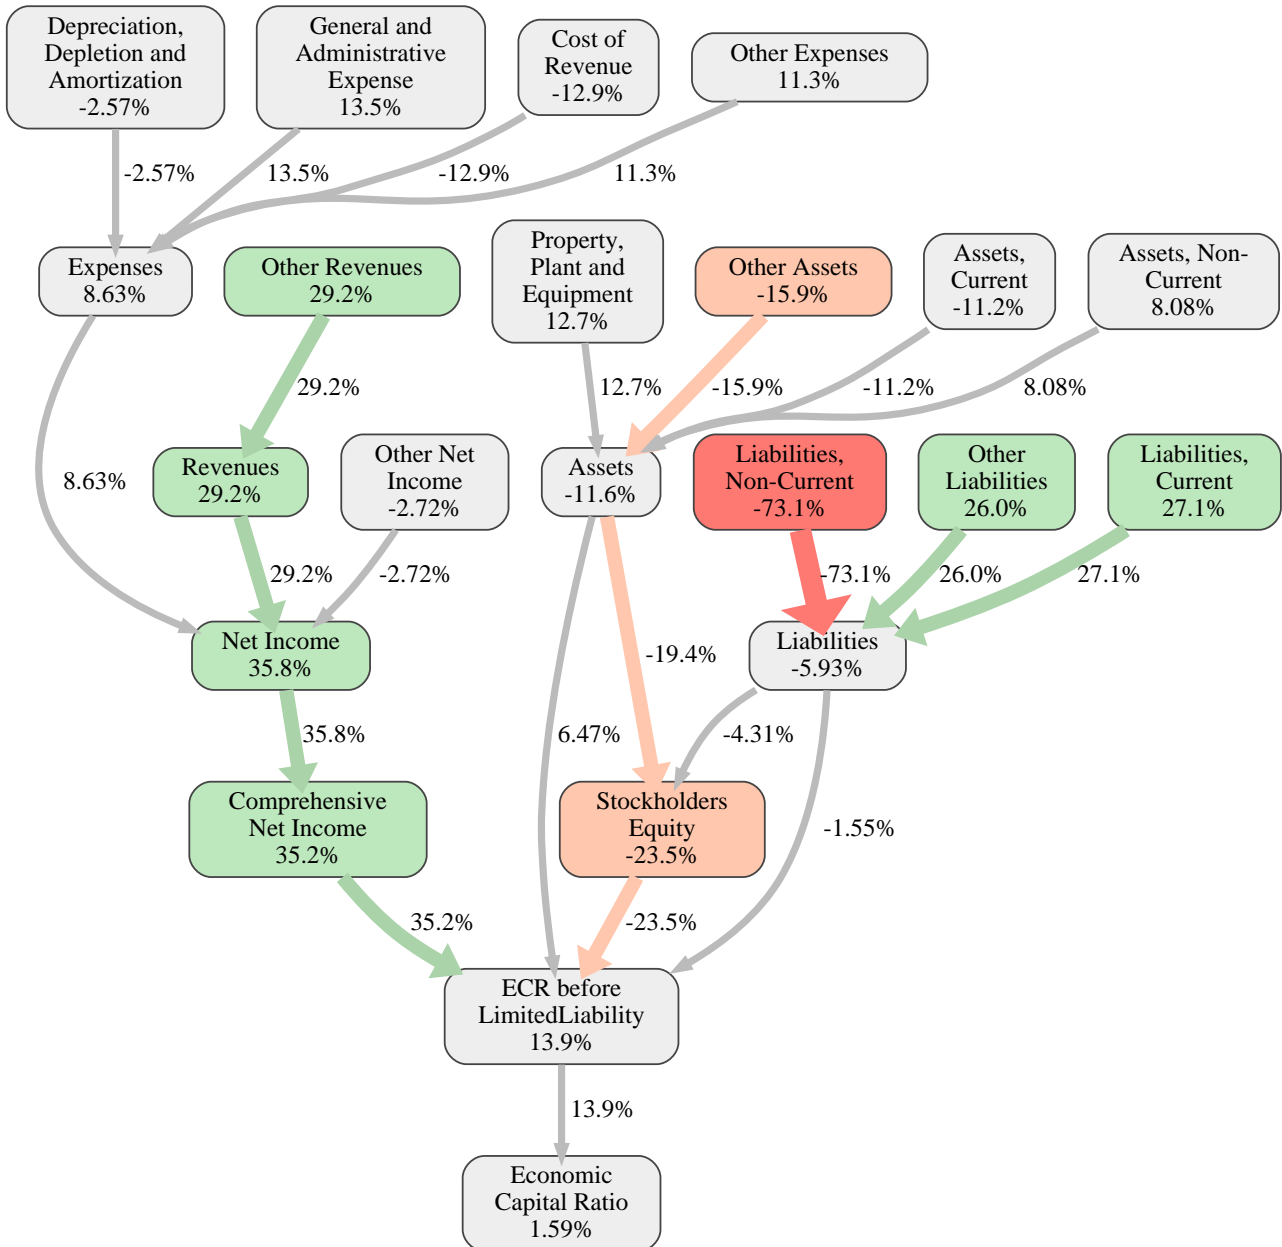 Depreciation,
Depletion and
Amortization
-2.57%
General and
Administrative
Expense
13.5%
Cost of
Revenue
-12.9%
Other Expenses
11.3%
-2.57%
13.5%
-12.9%
11.3%
Expenses
8.63%
Other Revenues
29.2%
Property,
Plant and
Equipment
12.7%
Other Assets
-15.9%
Assets,
Current
-11.2%
Assets, Non-
Current
8.08%
29.2%
12.7%
-15.9%
-11.2%
8.08%
8.63%
Revenues
29.2%
Other Net
Income
-2.72%
Assets
-11.6%
Liabilities,
Non-Current
-73.1%
Other
Liabilities
26.0%
Liabilities,
Current
27.1%
29.2%
-2.72%
-73.1%
26.0%
27.1%
Net Income
35.8%
-19.4%
Liabilities
-5.93%
35.8%
6.47%
-4.31%
-1.55%
Comprehensive
Net Income
35.2%
Stockholders
Equity
-23.5%
35.2%
-23.5%
ECR before
LimitedLiability
13.9%
13.9%
Economic
Capital Ratio
1.59%